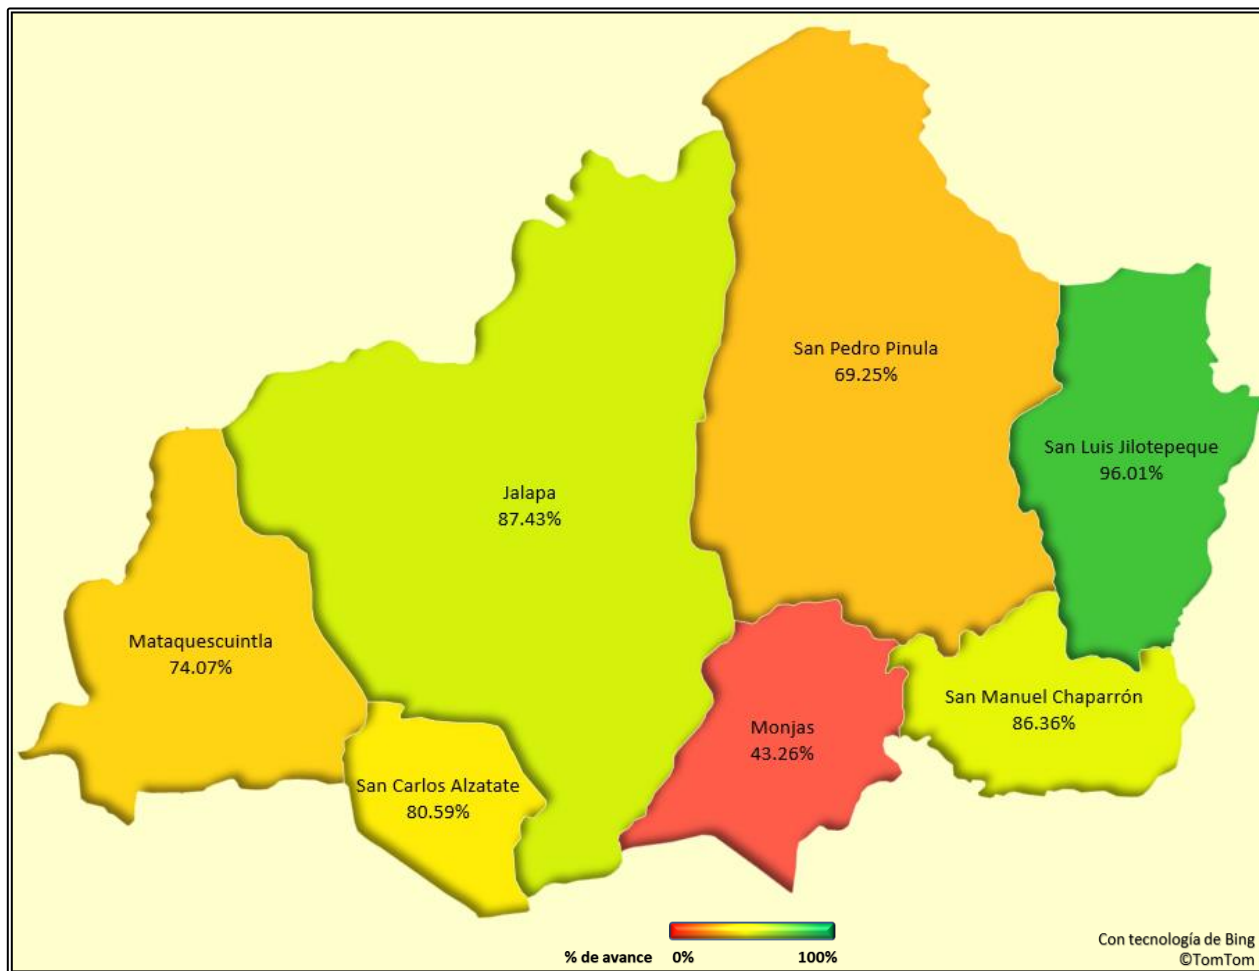 San Pedro Pinula
69.25%
San Luis Jilotepeque
96.01%
Jalapa
87.43%
Mataquescuintla
74.07%
San Manuel Chaparrón
86.36%
Monjas
43.26%
San Carlos Alzatate
80.59%
% de avance 0% 100%
Con tecnología de Bing
©TomTom